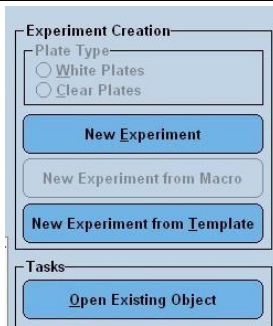 Experiment Creation
Plate Type
White Plates
Clear Plates
New Experiment
New Experiment from Macro
New Experiment from Template
Tasks
Open Existing Object